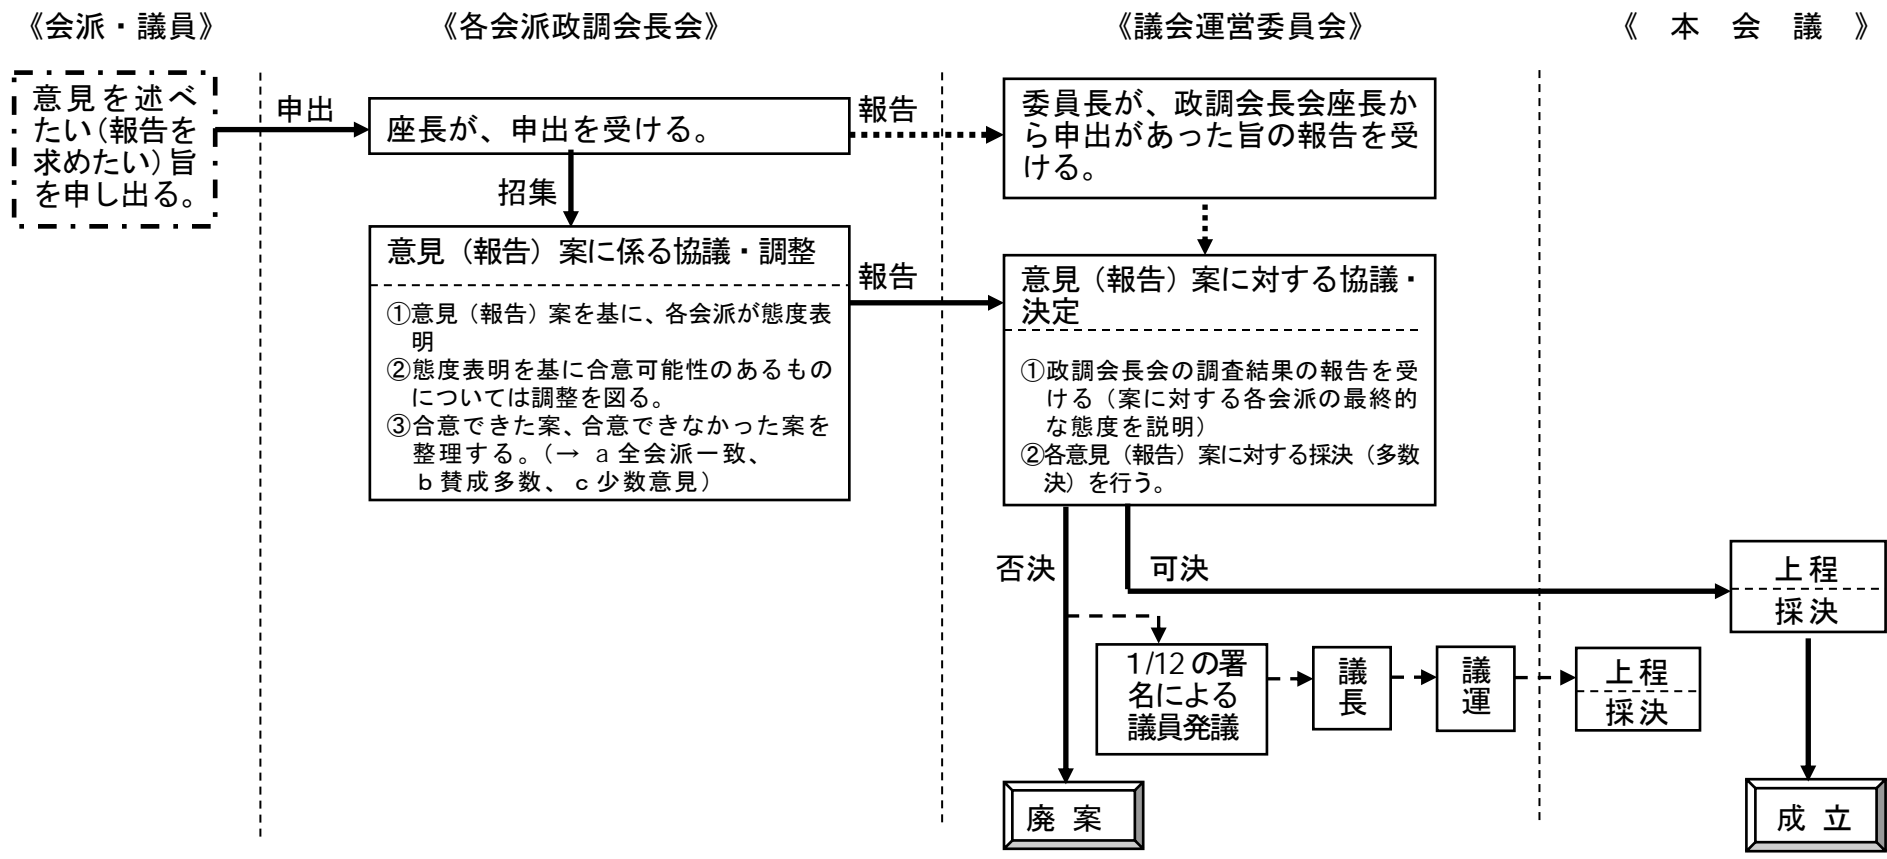 《会派・議員》
《各会派政調会長会》
《議会運営委員会》
《　本　会　議　》
意見を述べ
たい(報告を
求めたい)旨
を申し出る。
申出
座長が、申出を受ける。
報告
委員長が、政調会長会座長か
ら申出があった旨の報告を受
ける。
招集
意見（報告）案に係る協議・調整
①意見（報告）案を基に、各会派が態度表
明
②態度表明を基に合意可能性のあるもの
については調整を図る。
③合意できた案、合意できなかった案を
整理する。(→ ａ全会派一致、
ｂ賛成多数、ｃ少数意見）
報告
意見（報告）案に対する協議・
決定
①政調会長会の調査結果の報告を受
ける（案に対する各会派の最終的
な態度を説明）
②各意見（報告）案に対する採決（多数
決）を行う。
否決
可決
上程
採決
1/12の署
名による
議員発議
議
長
議
運
上程
採決
廃 案
成 立